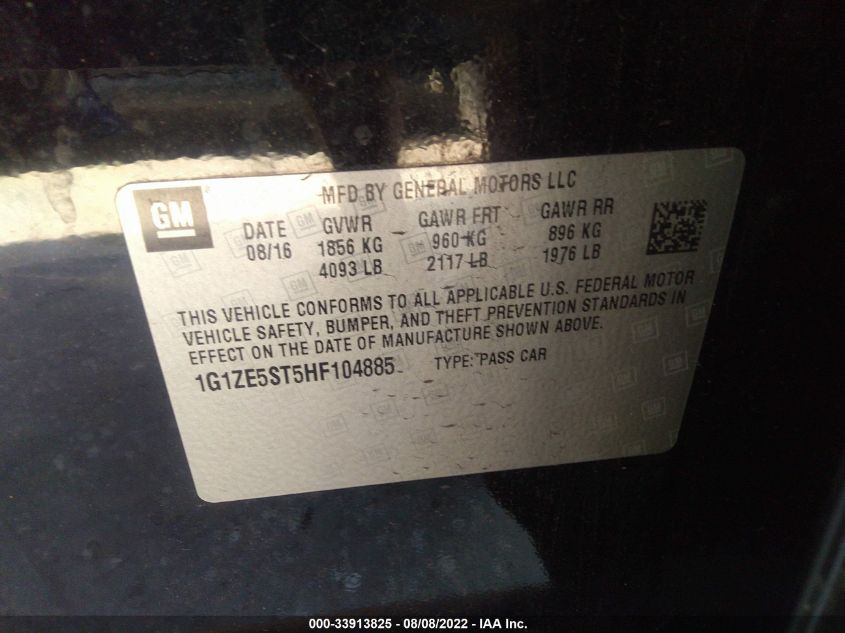 GM
MFD BY GENERAL MOTORS LLC
DATE GVWR GAWR FRT GAWR RR
08/16 1856 KG 960 KG 896 KG
4093 LB 2117 LB 1976 LB
THIS VEHICLE CONFORMS TO ALL APPLICABLE U.S. FEDERAL MOTOR
VEHICLE SAFETY, BUMPER, AND THEFT PREVENTION STANDARDS IN
EFFECT ON THE DATE OF MANUFACTURE SHOWN ABOVE.
1G1ZE5ST5HF104885 TYPE: PASS CAR
000-33913825 - 08/08/2022 - IAA Inc.